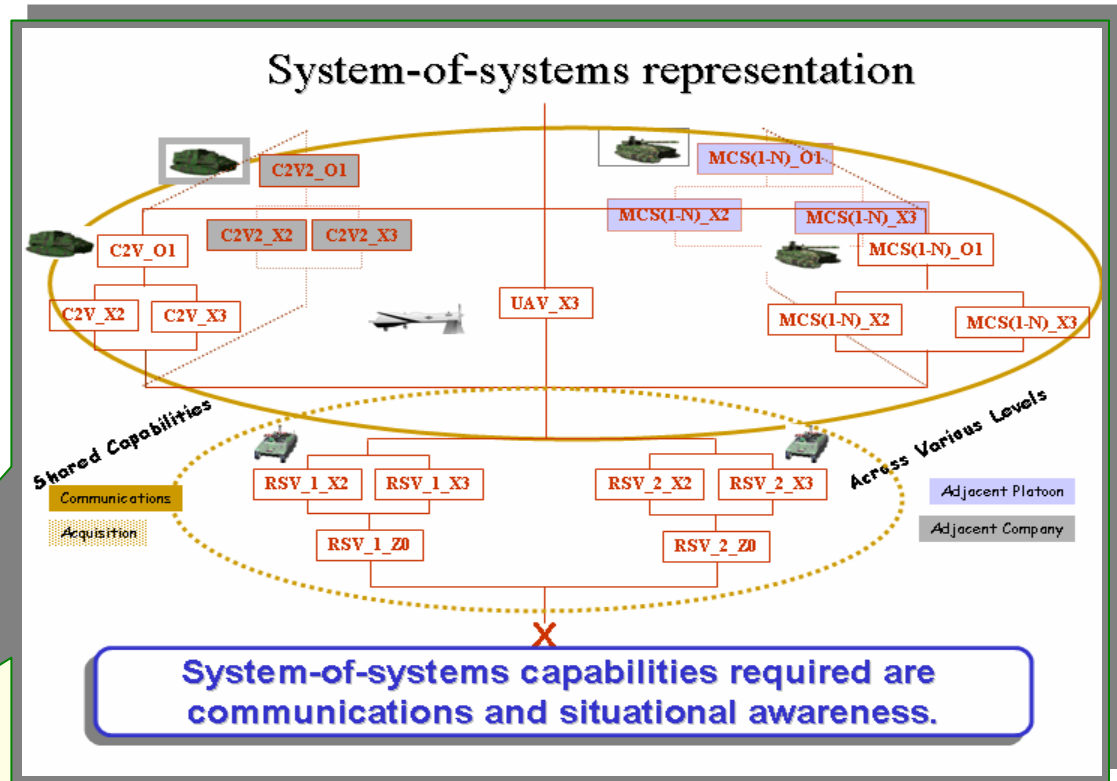 System-of-systems representation
C2V2_O1
MCS(1-N)_O1
C2V2_X2
C2V2_X3
MCS(1-N)_X2
MCS(1-N)_X3
C2V_O1
MCS(1-N)_O1
C2V_X2
C2V_X3
UAV_X3
MCS(1-N)_X2
MCS(1-N)_X3
Shared Capabilities
Across Various Levels
RSV_1_X2
RSV_1_X3
RSV_2_X2
RSV_2_X3
Communications
Acquisition
Adjacent Platoon
Adjacent Company
RSV_1_Z0
RSV_2_Z0
X
System-of-systems capabilities required are
communications and situational awareness.